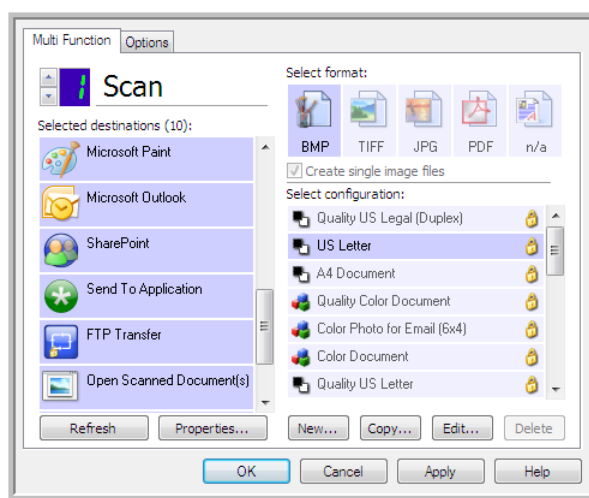 Multi Function
Options
1
Scan
Selected destinations (10):
Microsoft Paint
Microsoft Outlook
SharePoint
Send To Application
FTP Transfer
Open Scanned Document(s)
Refresh
Properties...
Select format:
BMP
TIFF
JPG
PDF
n/a
Create single image files
Select configuration:
Quality US Legal (Duplex)
US Letter
A4 Document
Quality Color Document
Color Photo for Email (6x4)
Color Document
Quality US Letter
New...
Copy...
Edit...
Delete
OK
Cancel
Apply
Help